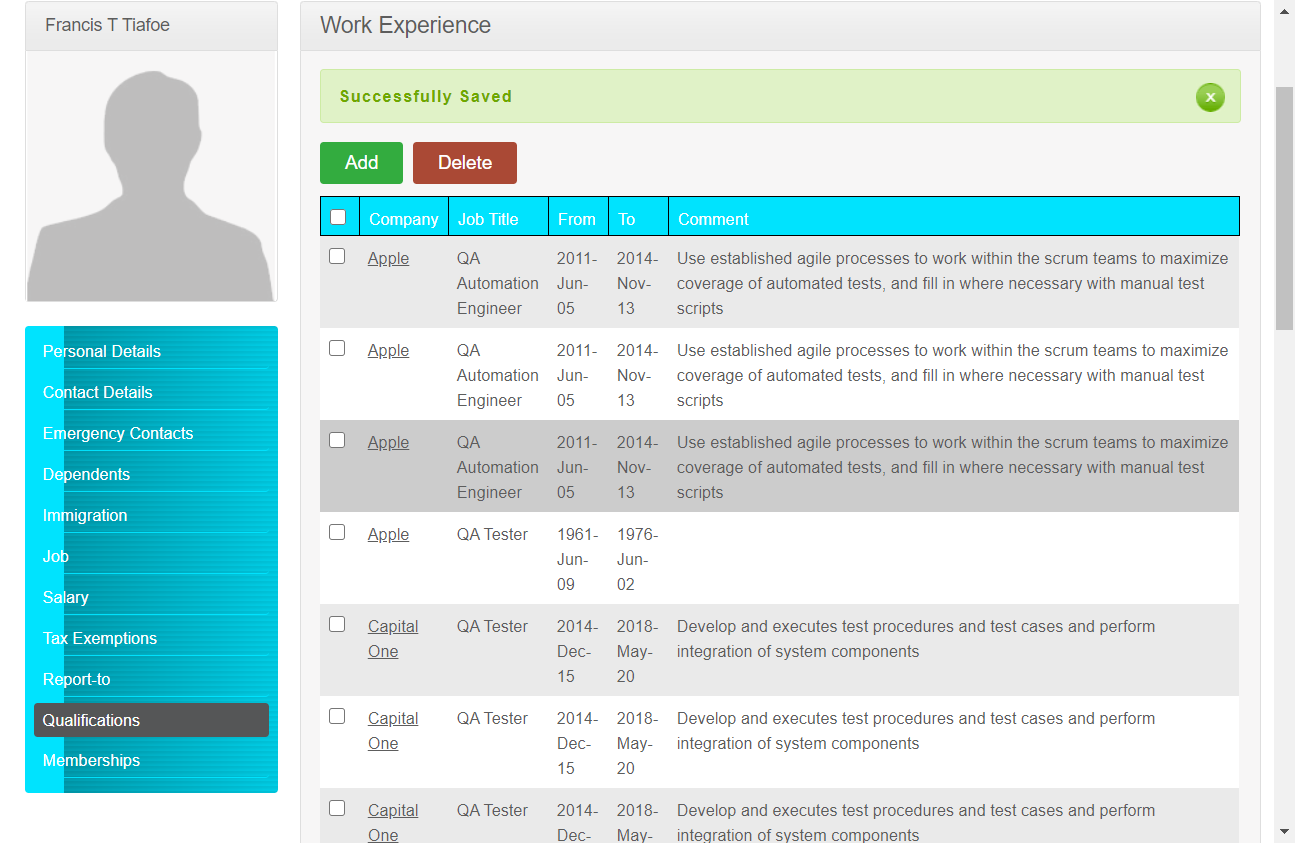 Francis T Tiafoe
Personal Details
Contact Details
Emergency Contacts
Dependents
Immigration
Job
Salary
Tax Exemptions
Report-to
Qualifications
Memberships
Work Experience
Successfully Saved
x
Add Delete
Company Job Title From To Comment
Apple QA 2011- 2014- Use established agile processes to work within the scrum teams to maximize
Automation Jun- Nov- coverage of automated tests, and fill in where necessary with manual test
Engineer 05 13 scripts
Apple QA 2011- 2014- Use established agile processes to work within the scrum teams to maximize
Automation Jun- Nov- coverage of automated tests, and fill in where necessary with manual test
Engineer 05 13 scripts
Apple QA 2011- 2014- Use established agile processes to work within the scrum teams to maximize
Automation Jun- Nov- coverage of automated tests, and fill in where necessary with manual test
Engineer 05 13 scripts
Apple QA Tester 1961- 1976-
Jun- Jun-
09 02
Capital QA Tester 2014- 2018- Develop and executes test procedures and test cases and perform
One Dec- May- integration of system components
15 20
Capital QA Tester 2014- 2018- Develop and executes test procedures and test cases and perform
One Dec- May- integration of system components
15 20
Capital QA Tester 2014- 2018- Develop and executes test procedures and test cases and perform
One Dec- May- integration of system components